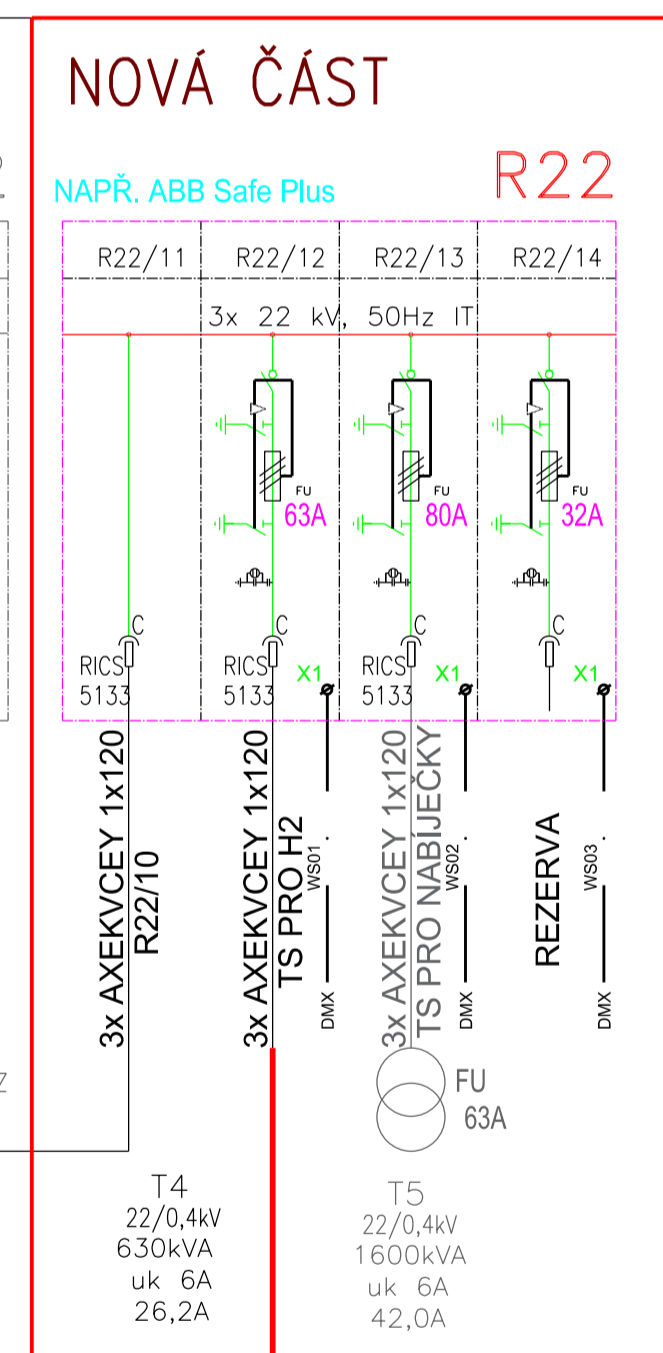 NOVÁ ČÁST
NAPŘ. ABB Safe Plus
R22
R22/11 R22/12 R22/13 R22/14
3x 22 kV, 50Hz IT
FU FU FU
63A 80A 32A
C C C C
RICS RICS X1 RICS X1 X1
5133 5133 5133
3x AXEKVCEY 1x120
R22/10
3x AXEKVCEY 1x120
TS PRO H2
WS01 .
DMX
3x AXEKVCEY 1x120
TS PRO NABÍJEČKY
WS02 .
DMX
REZERVA
WS03 .
DMX
FU
63A
T4
22/0,4kV
630kVA
uk 6A
26,2A
T5
22/0,4kV
1600kVA
uk 6A
42,0A